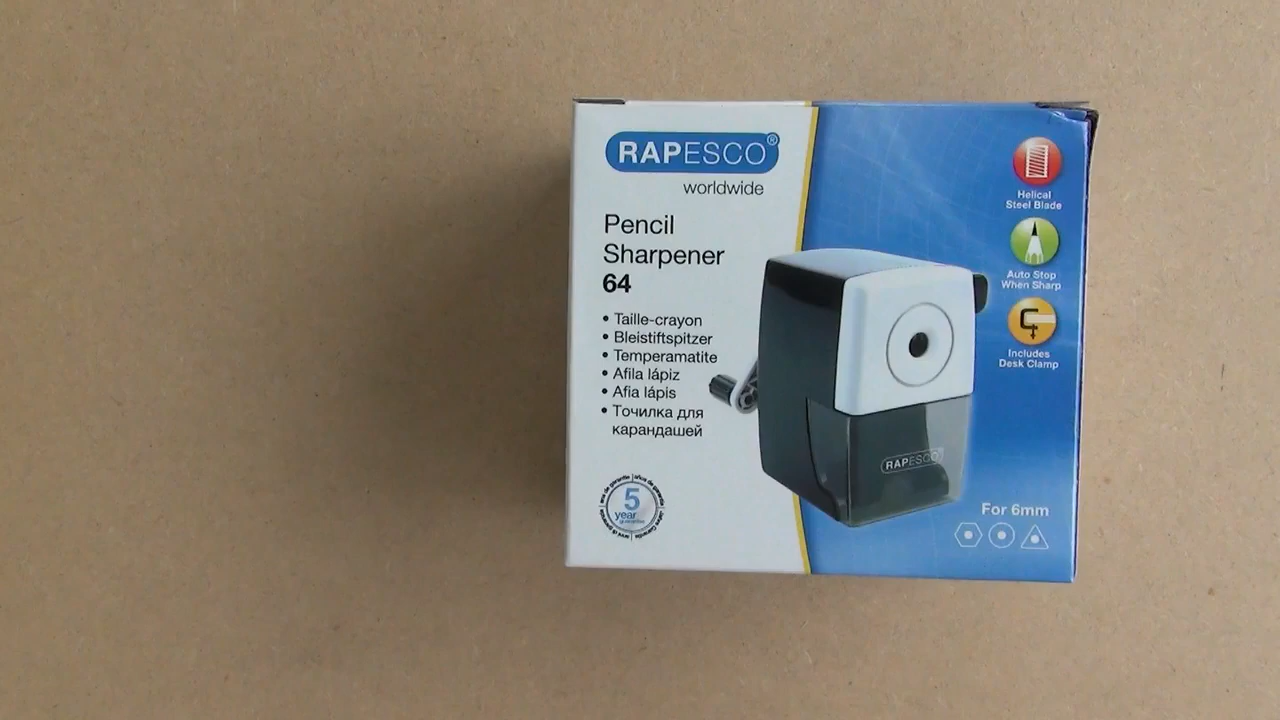 RAPESCO®
worldwide
Pencil
Sharpener
64
• Taille-crayon
• Bleistiftspitzer
• Temperamatite
• Afila lápiz
• Afia lápis
• Точилка для
карандашей
5
year
guarantee
Helical
Steel Blade
Auto Stop
When Sharp
Includes
Desk Clamp
RAPESCO
For 6mm